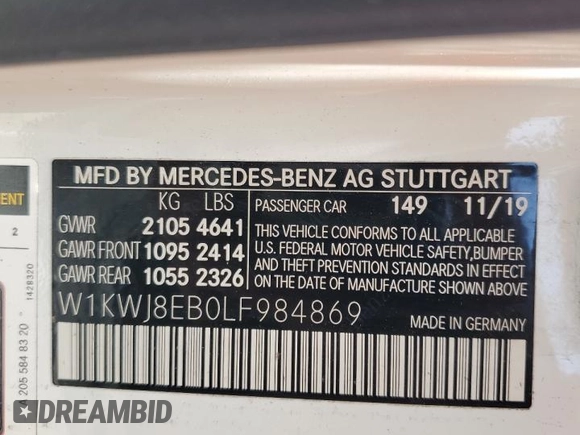 MFD BY MERCEDES-BENZ AG STUTTGART
KG LBS
GVWR 2105 4641
GAWR FRONT 1095 2414
GAWR REAR 1055 2326
PASSENGER CAR 149 11/19
THIS VEHICLE CONFORMS TO ALL APPLICABLE
U.S. FEDERAL MOTOR VEHICLE SAFETY, BUMPER
AND THEFT PREVENTION STANDARDS IN EFFECT
ON THE DATE OF MANUFACTURE SHOWN ABOVE.
W1KWJ8EB0LF984869
MADE IN GERMANY
ENT
2
1428320
A 205 584 83 20
DREAMBID